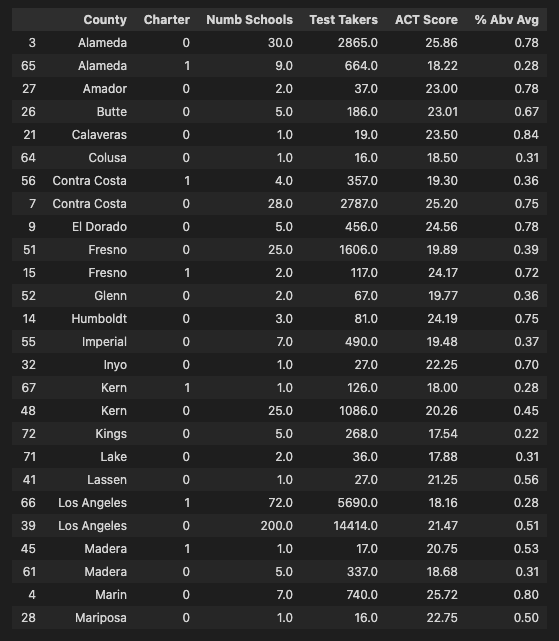 County Charter Numb Schools Test Takers ACT Score % Abv Avg
3 Alameda 0 30.0 2865.0 25.86 0.78
65 Alameda 1 9.0 664.0 18.22 0.28
27 Amador 0 2.0 37.0 23.00 0.78
26 Butte 0 5.0 186.0 23.01 0.67
21 Calaveras 0 1.0 19.0 23.50 0.84
64 Colusa 0 1.0 16.0 18.50 0.31
56 Contra Costa 1 4.0 357.0 19.30 0.36
7 Contra Costa 0 28.0 2787.0 25.20 0.75
9 El Dorado 0 5.0 456.0 24.56 0.78
51 Fresno 0 25.0 1606.0 19.89 0.39
15 Fresno 1 2.0 117.0 24.17 0.72
52 Glenn 0 2.0 67.0 19.77 0.36
14 Humboldt 0 3.0 81.0 24.19 0.75
55 Imperial 0 7.0 490.0 19.48 0.37
32 Inyo 0 1.0 27.0 22.25 0.70
67 Kern 1 1.0 126.0 18.00 0.28
48 Kern 0 25.0 1086.0 20.26 0.45
72 Kings 0 5.0 268.0 17.54 0.22
71 Lake 0 2.0 36.0 17.88 0.31
41 Lassen 0 1.0 27.0 21.25 0.56
66 Los Angeles 1 72.0 5690.0 18.16 0.28
39 Los Angeles 0 200.0 14414.0 21.47 0.51
45 Madera 1 1.0 17.0 20.75 0.53
61 Madera 0 5.0 337.0 18.68 0.31
4 Marin 0 7.0 740.0 25.72 0.80
28 Mariposa 0 1.0 16.0 22.75 0.50